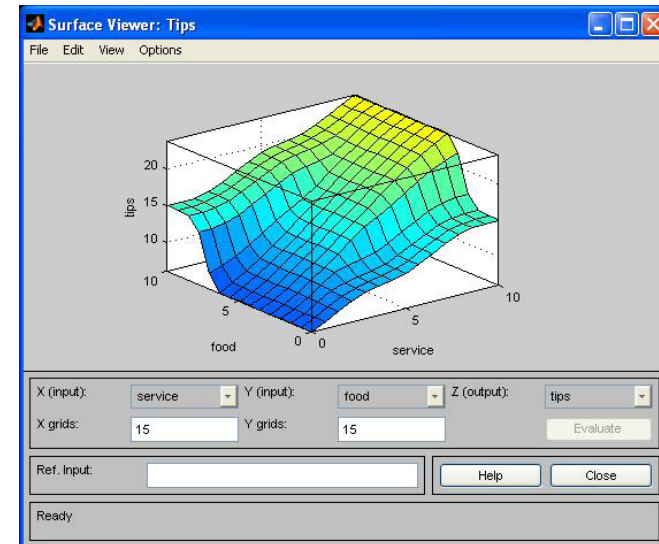 Surface Viewer: Tips
File Edit View Options
20
15
10
tips
10
5
0
food
0
5
10
service
X (input): service Y (input): food Z (output): tips
X grids: 15 Y grids: 15 Evaluate
Ref. Input: Help Close
Ready